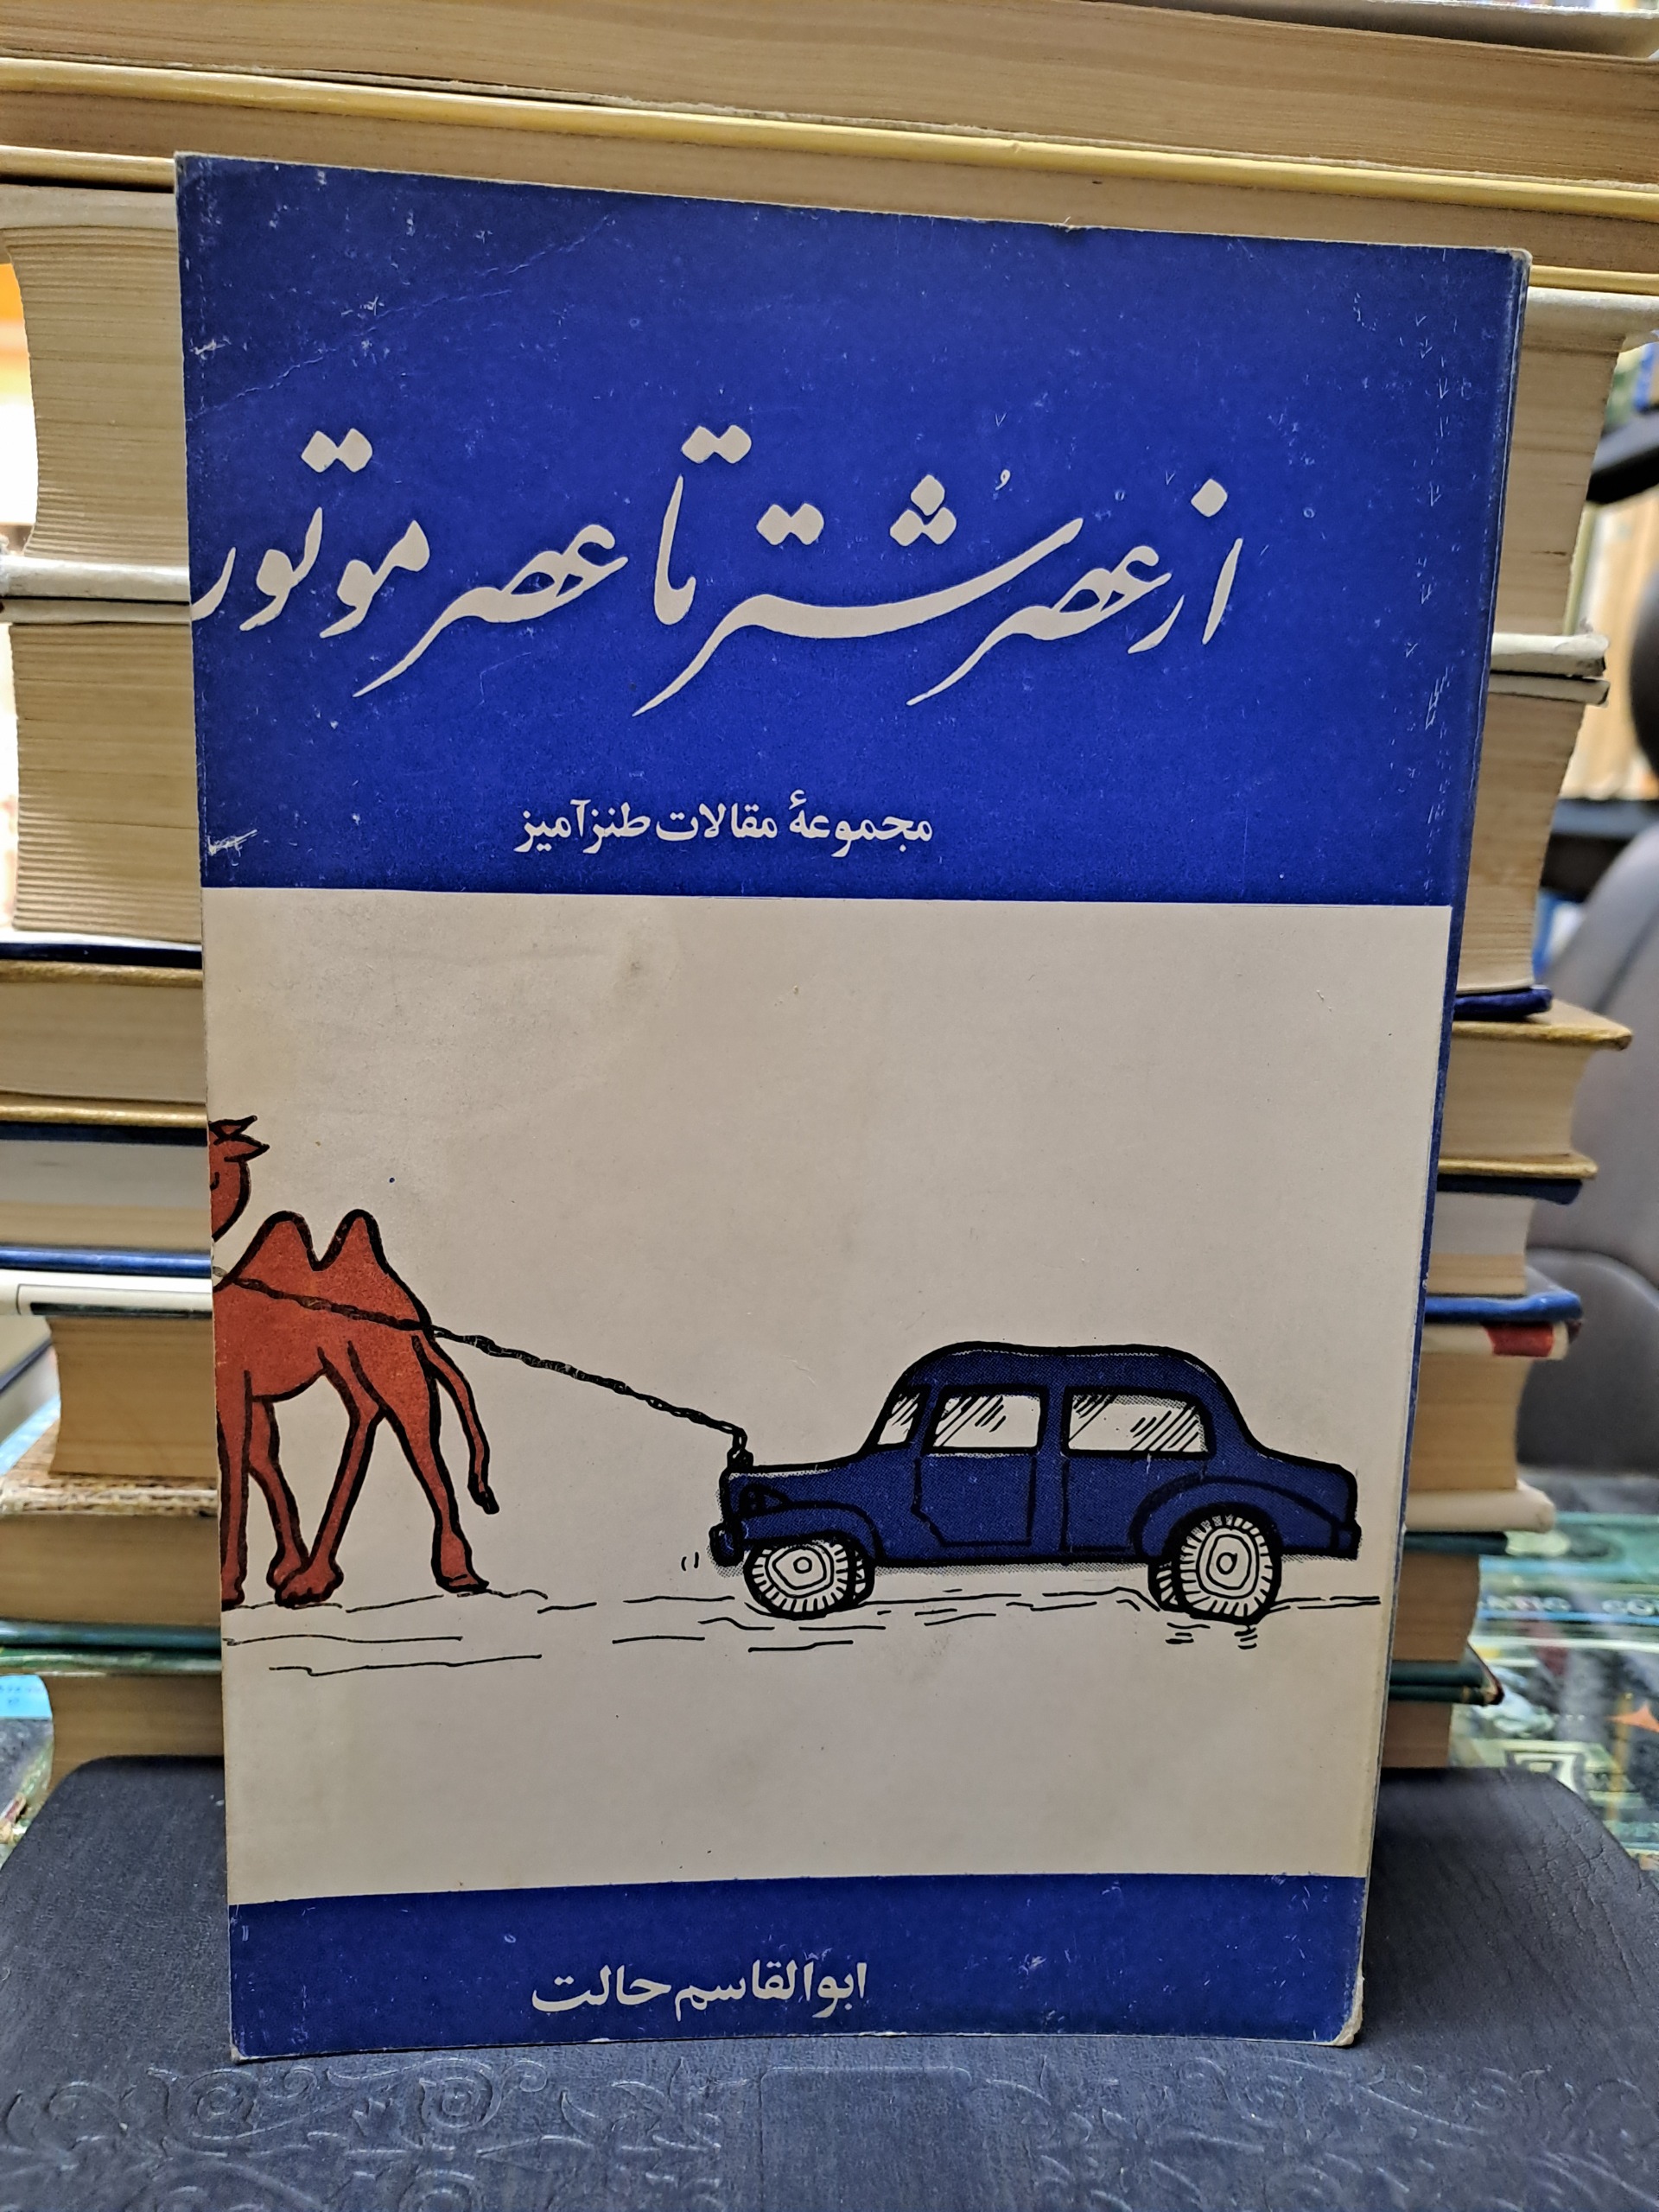 از عصر شُتر تا عصر موتور
مجموعهٔ مقالات طنزآمیز
ابوالقاسم حالت